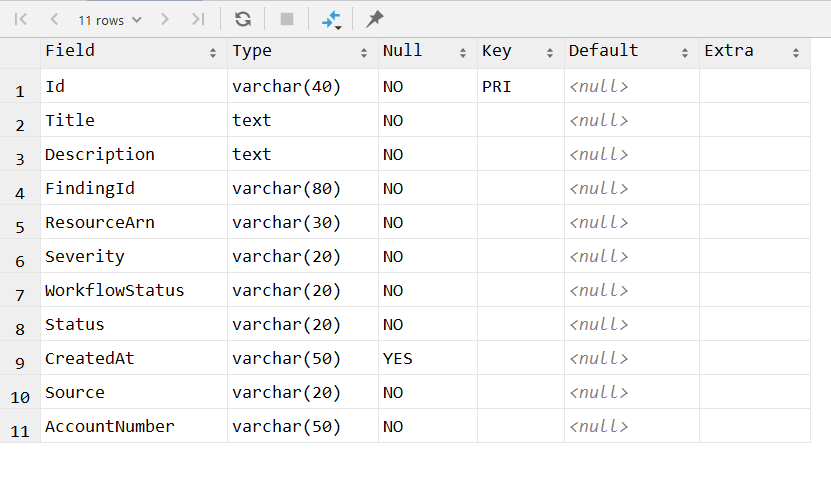 11 rows
Field Type Null Key Default Extra
1 Id varchar(40) NO PRI <null>
2 Title text NO <null>
3 Description text NO <null>
4 FindingId varchar(80) NO <null>
5 ResourceArn varchar(30) NO <null>
6 Severity varchar(20) NO <null>
7 WorkflowStatus varchar(20) NO <null>
8 Status varchar(20) NO <null>
9 CreatedAt varchar(50) YES <null>
10 Source varchar(20) NO <null>
11 AccountNumber varchar(50) NO <null>